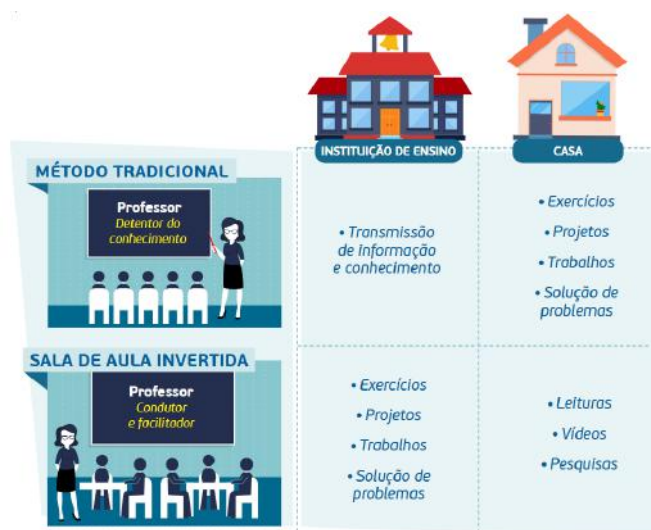 INSTITUIÇÃO DE ENSINO
CASA
MÉTODO TRADICIONAL
Professor
Detentor do
conhecimento
• Transmissão
de informação
e conhecimento
• Exercícios
• Projetos
• Trabalhos
• Solução de
problemas
SALA DE AULA INVERTIDA
Professor
Condutor
e facilitador
• Exercícios
• Projetos
• Trabalhos
• Solução de
problemas
• Leituras
• Vídeos
• Pesquisas